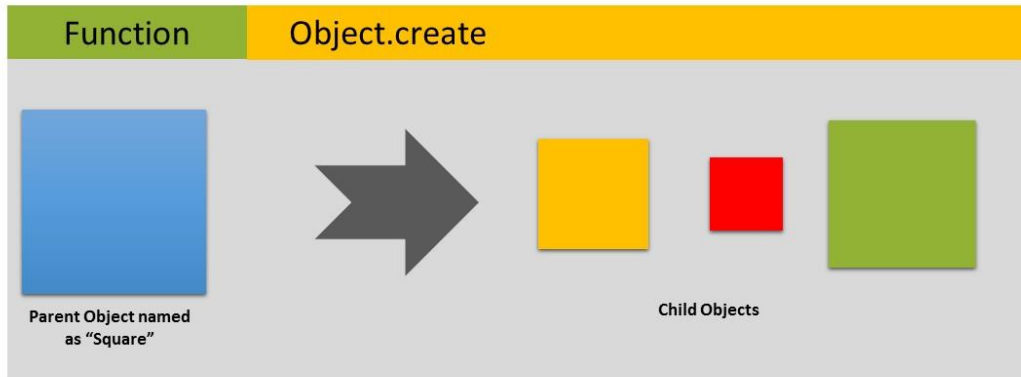 Function
Object.create
Parent Object named
as “Square”
Child Objects